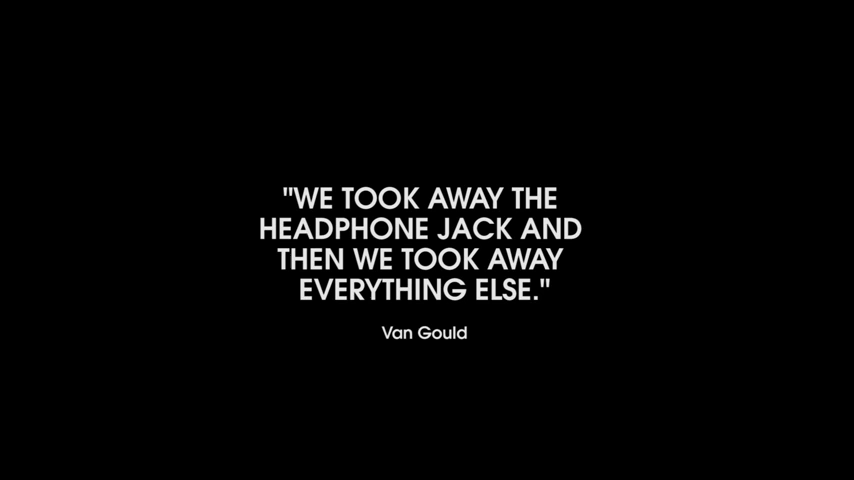 "WE TOOK AWAY THE
HEADPHONE JACK AND
THEN WE TOOK AWAY
EVERYTHING ELSE."
Van Gould